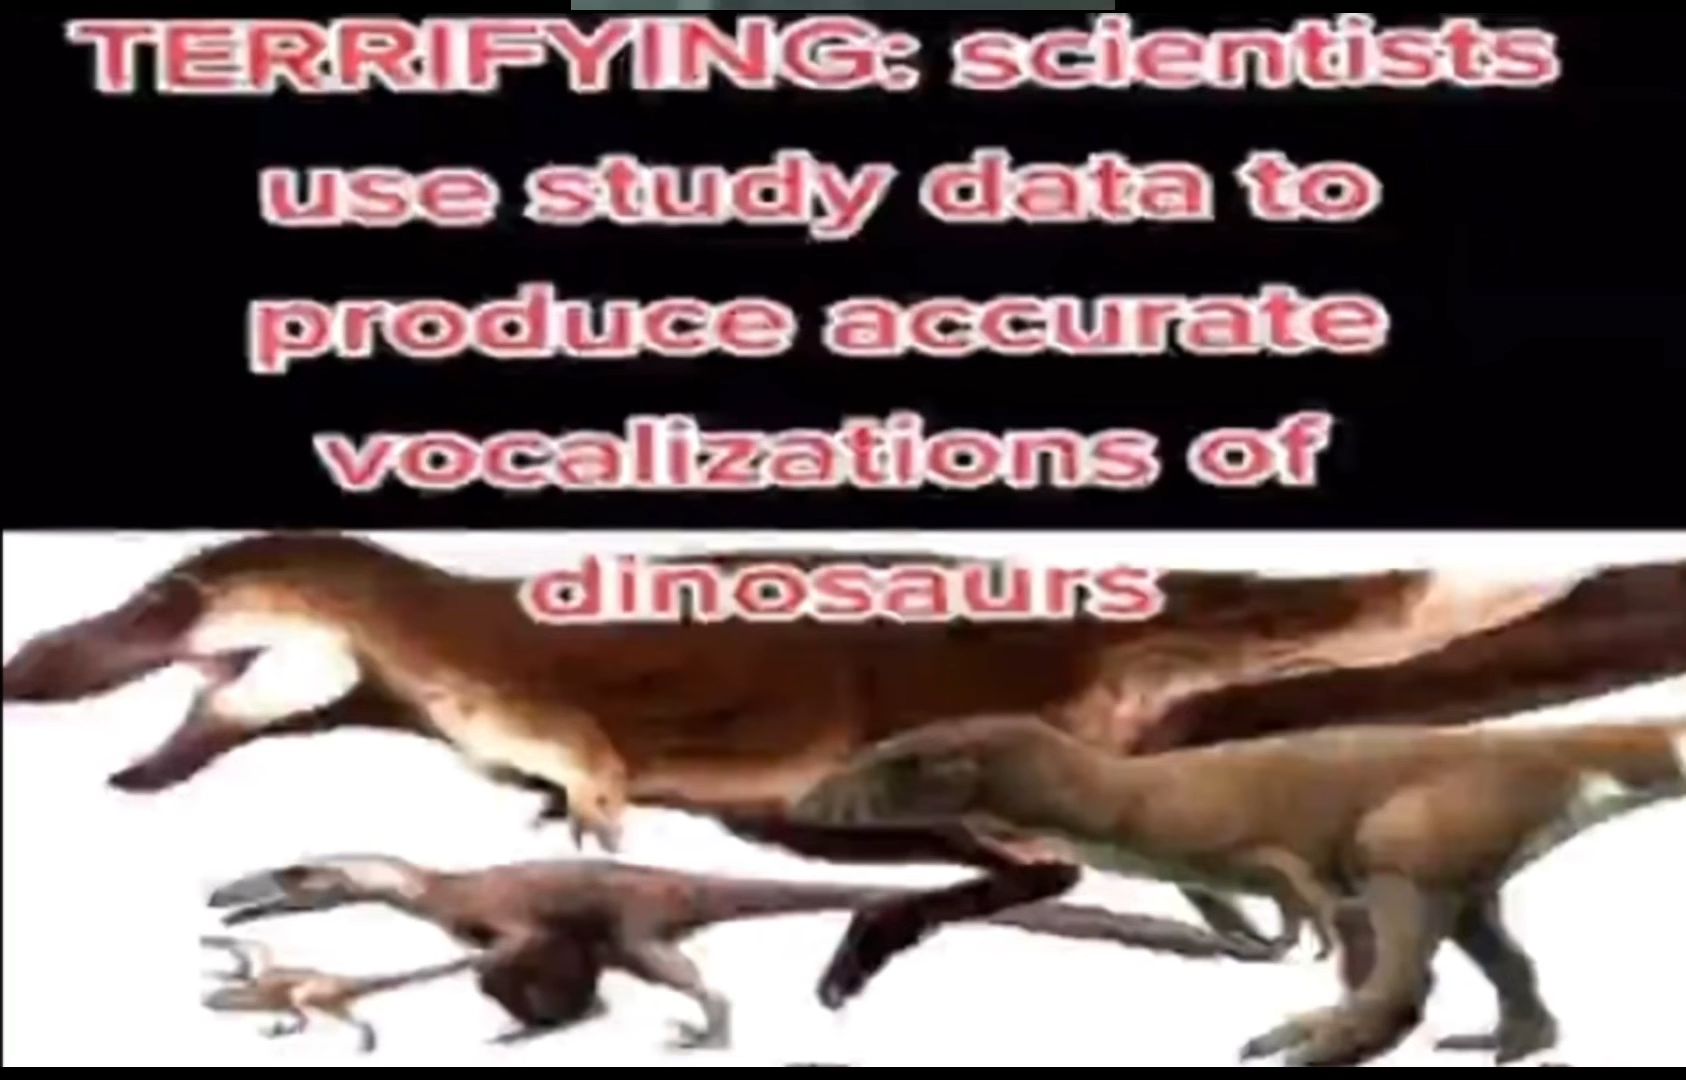 TERRIFYING: scientists
use study data to
produce accurate
vocalizations of
dinosaurs